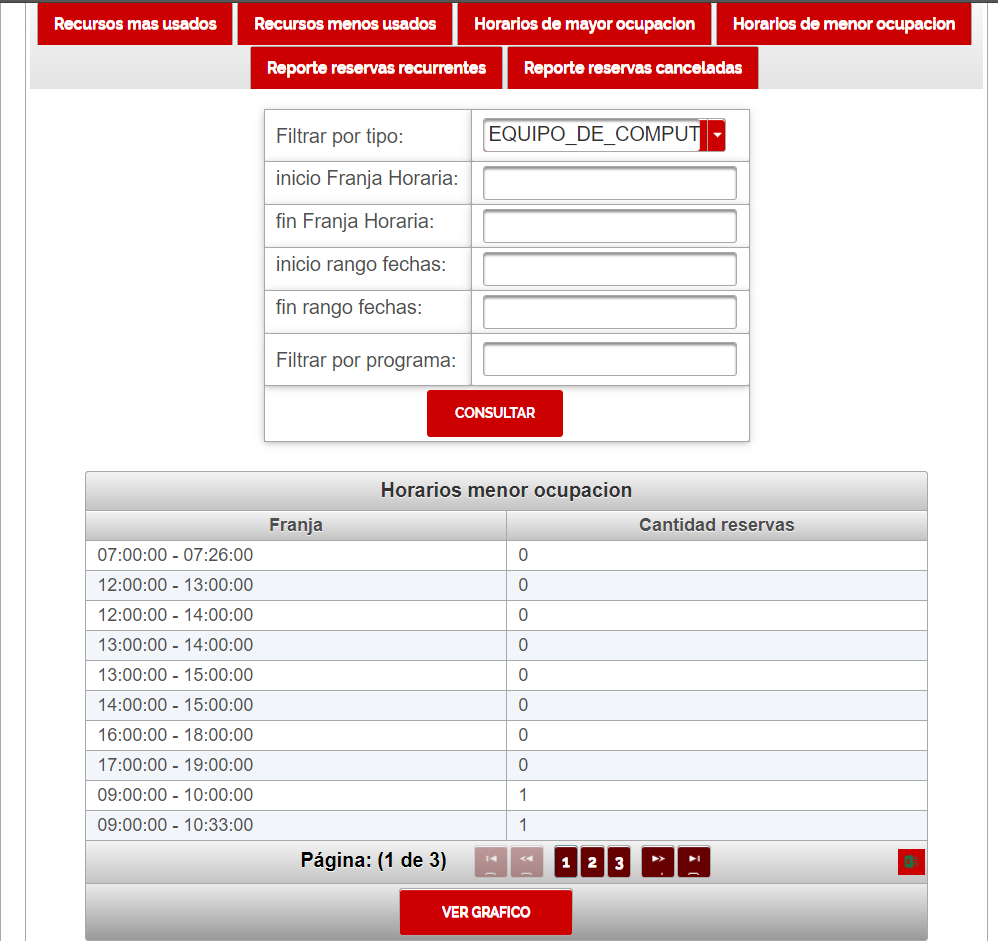 Recursos mas usados Recursos menos usados Horarios de mayor ocupacion Horarios de menor ocupacion
Reporte reservas recurrentes Reporte reservas canceladas
Filtrar por tipo: EQUIPO_DE_COMPUT
inicio Franja Horaria:
fin Franja Horaria:
inicio rango fechas:
fin rango fechas:
Filtrar por programa:
CONSULTAR
Horarios menor ocupacion
Franja Cantidad reservas
07:00:00 - 07:26:00 0
12:00:00 - 13:00:00 0
12:00:00 - 14:00:00 0
13:00:00 - 14:00:00 0
13:00:00 - 15:00:00 0
14:00:00 - 15:00:00 0
16:00:00 - 18:00:00 0
17:00:00 - 19:00:00 0
09:00:00 - 10:00:00 1
09:00:00 - 10:33:00 1
Página: (1 de 3) 1 2 3
VER GRAFICO